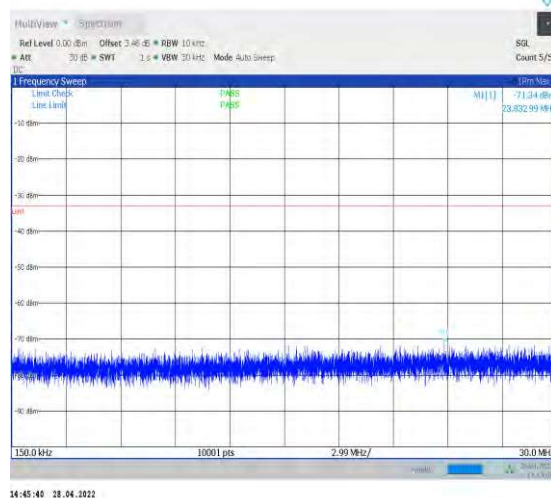 MultiView Spectrum
Ref Level 0.00 dBm Offset 3.46 dB RBW 10 kHz SGL
Att 30 dB SWT 1 s VBW 30 kHz Mode Auto Sweep Count 5/5
DC
1 Frequency Sweep 1Rm Max
Limit Check PASS M1[1] -71.34 dBm
Line Limit PASS 23.832 99 MHz
-10 dBm
-20 dBm
-30 dBm
-50 dBm
-60 dBm
-70 dBm
-90 dBm
150.0 kHz 10001 pts 2.99 MHz/ 30.0 MHz
14:45:40 28.04.2022